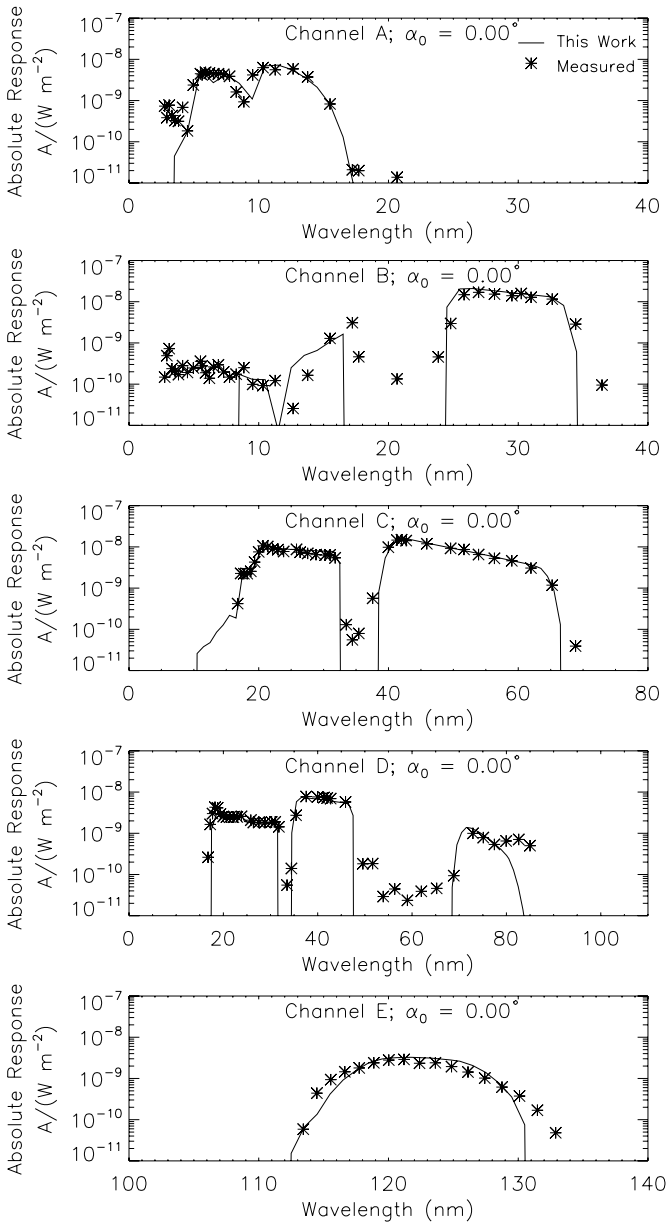 Channel A; α₀ = 0.00°
This Work
Measured
Absolute Response
A/(W m⁻²)
10⁻⁷
10⁻⁸
10⁻⁹
10⁻¹⁰
10⁻¹¹
0 10 20 30 40
Wavelength (nm)
Channel B; α₀ = 0.00°
Absolute Response
A/(W m⁻²)
10⁻⁷
10⁻⁸
10⁻⁹
10⁻¹⁰
10⁻¹¹
0 10 20 30 40
Wavelength (nm)
Channel C; α₀ = 0.00°
Absolute Response
A/(W m⁻²)
10⁻⁷
10⁻⁸
10⁻⁹
10⁻¹⁰
10⁻¹¹
0 20 40 60 80
Wavelength (nm)
Channel D; α₀ = 0.00°
Absolute Response
A/(W m⁻²)
10⁻⁷
10⁻⁸
10⁻⁹
10⁻¹⁰
10⁻¹¹
0 20 40 60 80 100
Wavelength (nm)
Channel E; α₀ = 0.00°
Absolute Response
A/(W m⁻²)
10⁻⁷
10⁻⁸
10⁻⁹
10⁻¹⁰
10⁻¹¹
100 110 120 130 140
Wavelength (nm)